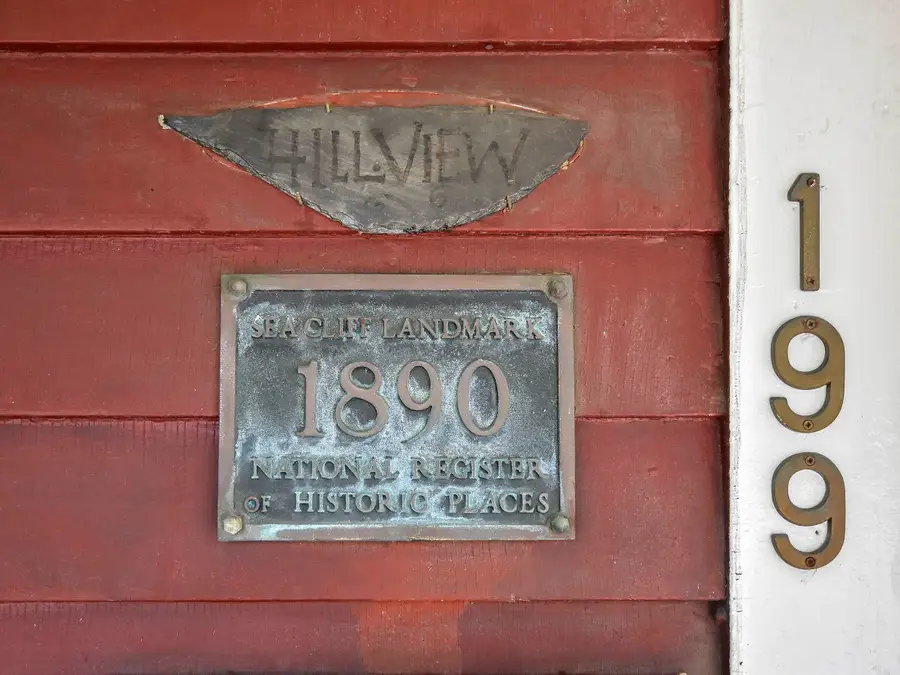 HILLVIEW
SEA CLIFF LANDMARK
1890
NATIONAL REGISTER
OF HISTORIC PLACES
199